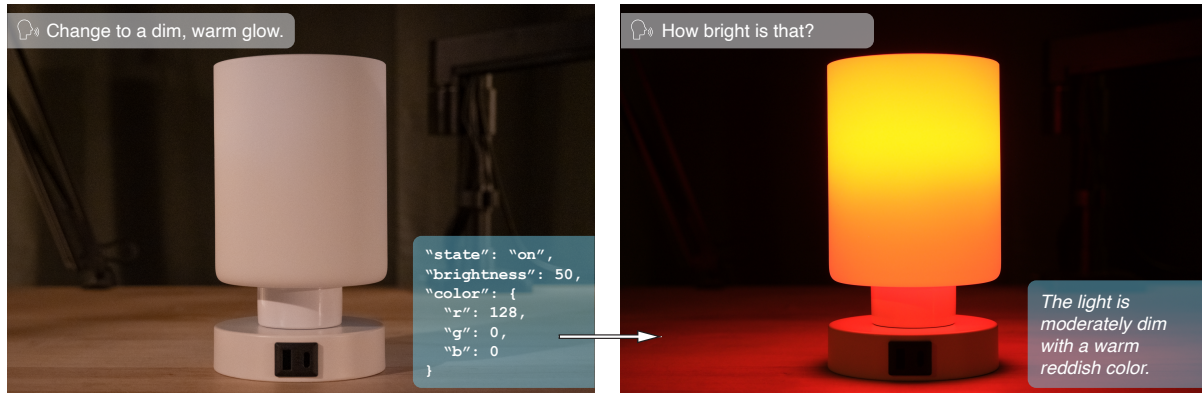 Change to a dim, warm glow.
“state”: “on”,
“brightness”: 50,
“color”: {
“r”: 128,
“g”: 0,
“b”: 0
}
How bright is that?
The light is
moderately dim
with a warm
reddish color.